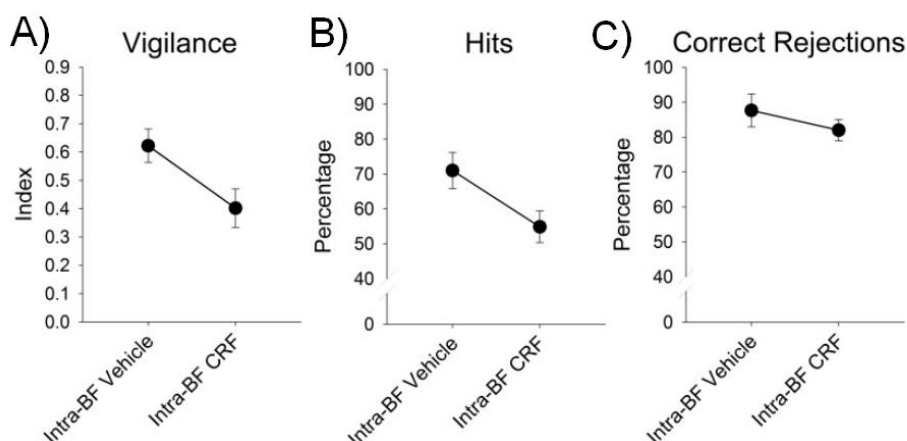 A) Vigilance
Index
0.9
0.8
0.7
0.6
0.5
0.4
0.3
0.2
0.1
0.0
Intra-BF Vehicle
Intra-BF CRF
B) Hits
Percentage
100
90
80
70
60
50
40
0
Intra-BF Vehicle
Intra-BF CRF
C) Correct Rejections
Percentage
100
90
80
70
60
50
40
0
Intra-BF Vehicle
Intra-BF CRF